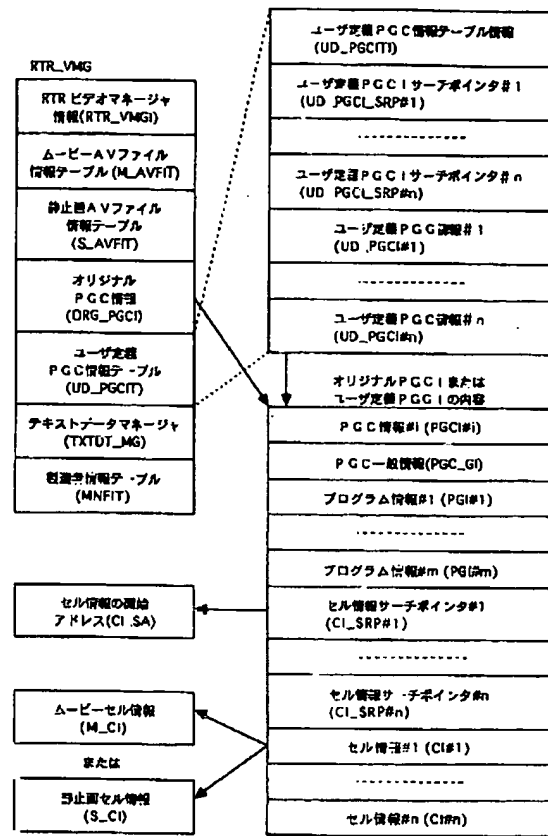 RTR_VMG
RTR ビデオマネージャ
情報(RTR_VMGI)
ムービーAVファイル
情報テーブル (M_AVFIT)
静止画AVファイル
情報テーブル
(S_AVFIT)
オリジナル
PGC情報
(ORG_PGCI)
ユーザ定義
PGC情報テーブル
(UD_PGCIT)
テキストデータマネージャ
(TXTDT_MG)
製造者情報テーブル
(MNFIT)
セル情報の開始
アドレス(CI_SA)
ムービーセル情報
(M_CI)
または
静止画セル情報
(S_CI)
ユーザ定義PGC情報テーブル情報
(UD_PGCITI)
ユーザ定義PGCIサーチポインタ#1
(UD_PGCI_SRP#1)
ユーザ定義PGCIサーチポインタ#n
(UD_PGCI_SRP#n)
ユーザ定義PGC情報#1
(UD_PGCI#1)
ユーザ定義PGC情報#n
(UD_PGCI#n)
オリジナルPGCIまたは
ユーザ定義PGCIの内容
PGC情報#i (PGCI#i)
PGC一般情報(PGC_GI)
プログラム情報#1 (PGI#1)
プログラム情報#m (PGI#m)
セル情報サーチポインタ#1
(CI_SRP#1)
セル情報サーチポインタ#n
(CI_SRP#n)
セル情報#1 (CI#1)
セル情報#n (CI#n)